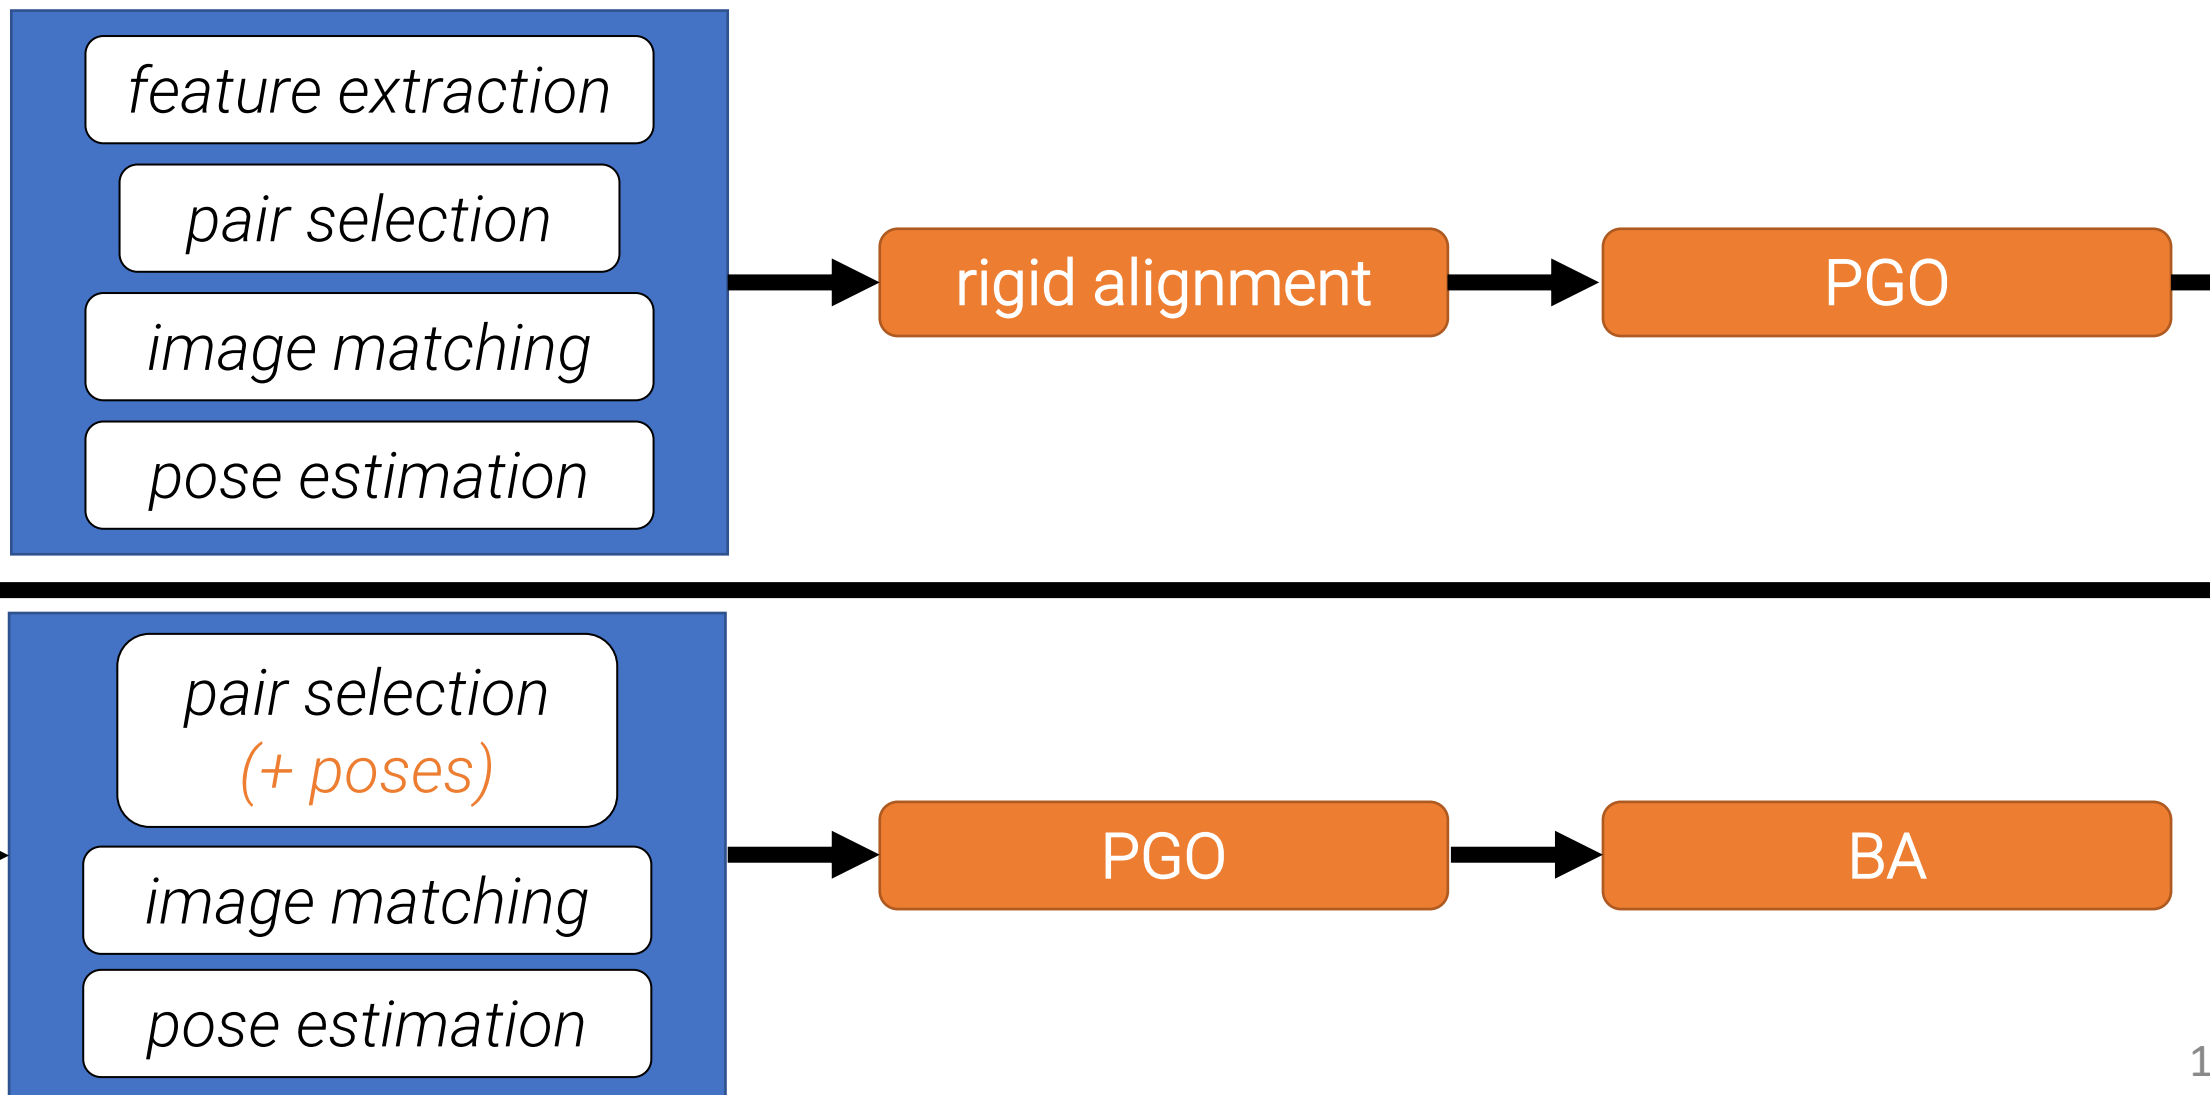 feature extraction
pair selection
image matching
pose estimation
rigid alignment
PGO
pair selection
(+ poses)
image matching
pose estimation
PGO
BA
1